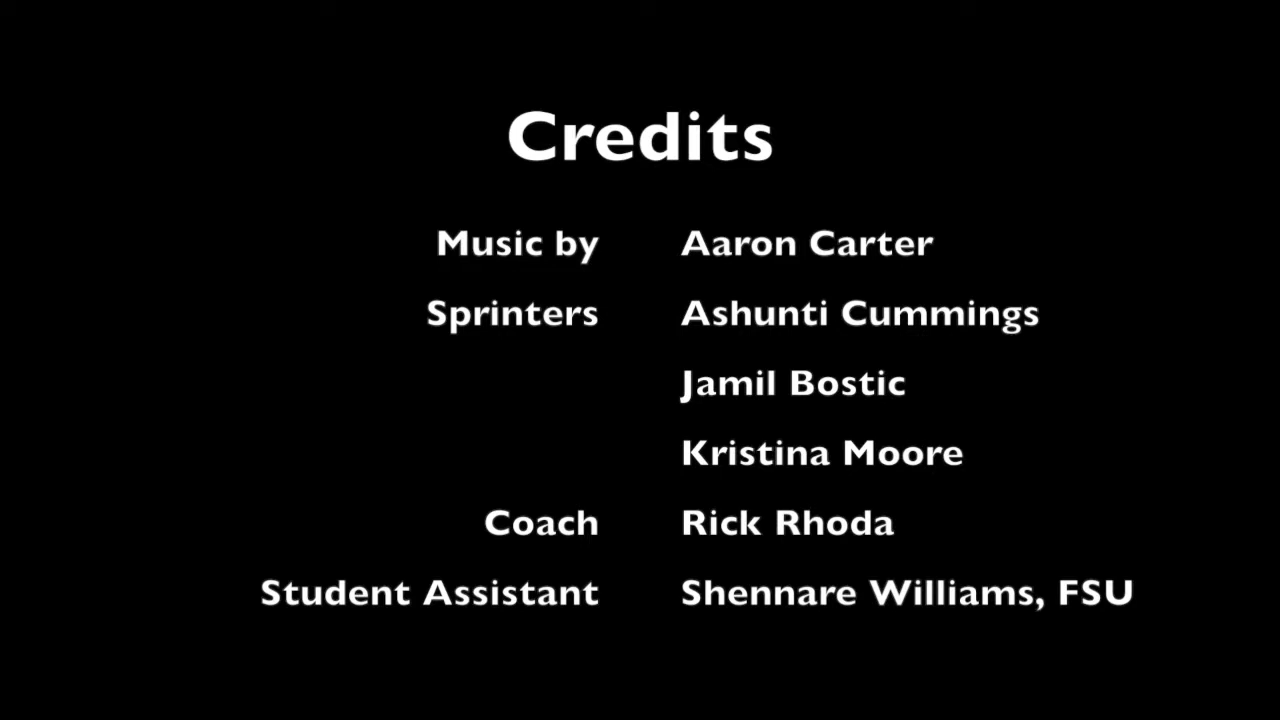 Credits
Music by Aaron Carter
Sprinters Ashunti Cummings
Jamil Bostic
Kristina Moore
Coach Rick Rhoda
Student Assistant Shennare Williams, FSU